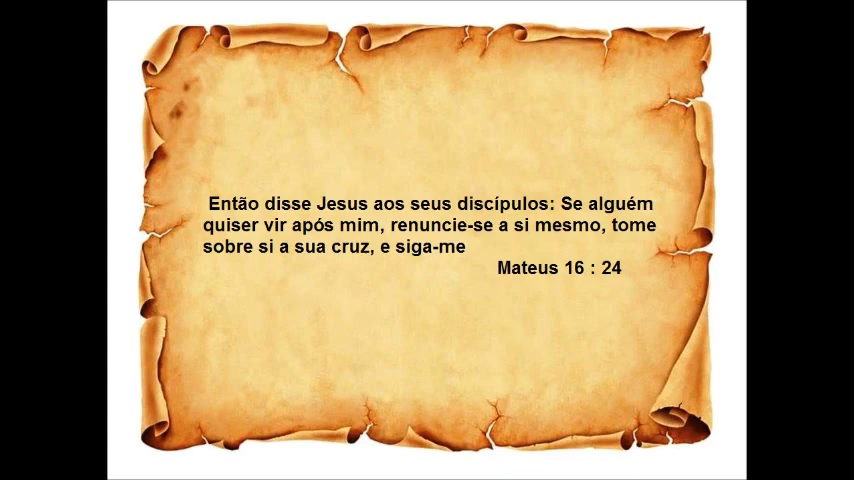 Então disse Jesus aos seus discípulos: Se alguém
quiser vir após mim, renuncie-se a si mesmo, tome
sobre si a sua cruz, e siga-me
Mateus 16 : 24